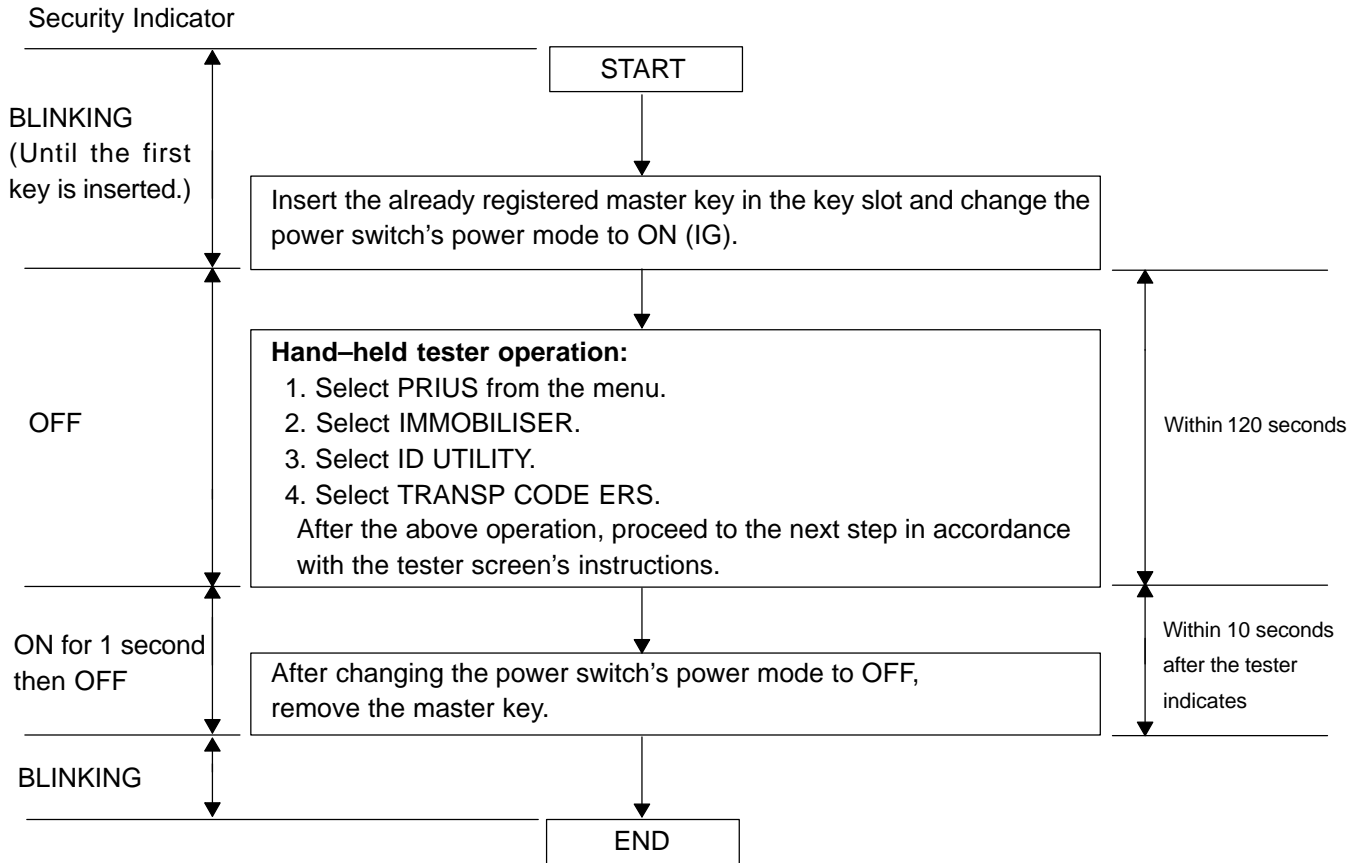 Security Indicator
START
BLINKING
(Until the first
key is inserted.)
Insert the already registered master key in the key slot and change the
power switch's power mode to ON (IG).
Hand–held tester operation:
1. Select PRIUS from the menu.
2. Select IMMOBILISER.
3. Select ID UTILITY.
4. Select TRANSP CODE ERS.
After the above operation, proceed to the next step in accordance
with the tester screen's instructions.
OFF
Within 120 seconds
ON for 1 second
then OFF
After changing the power switch's power mode to OFF,
remove the master key.
Within 10 seconds
after the tester
indicates
BLINKING
END